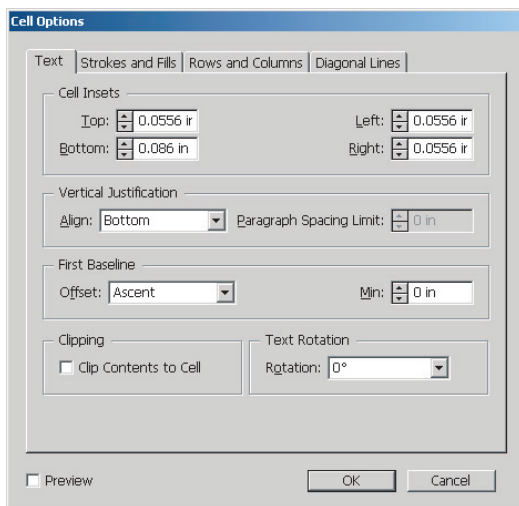 Cell Options
Text Strokes and Fills Rows and Columns Diagonal Lines
Cell Insets
Top: 0.0556 ir Left: 0.0556 ir
Bottom: 0.086 in Right: 0.0556 ir
Vertical Justification
Align: Bottom Paragraph Spacing Limit: 0 in
First Baseline
Offset: Ascent Min: 0 in
Clipping Text Rotation
Clip Contents to Cell Rotation: 0°
Preview OK Cancel